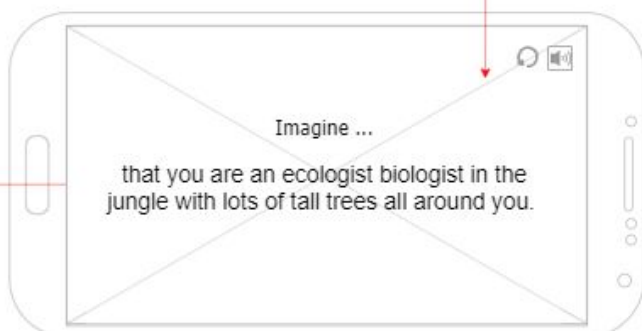 Imagine ...
that you are an ecologist biologist in the
jungle with lots of tall trees all around you.